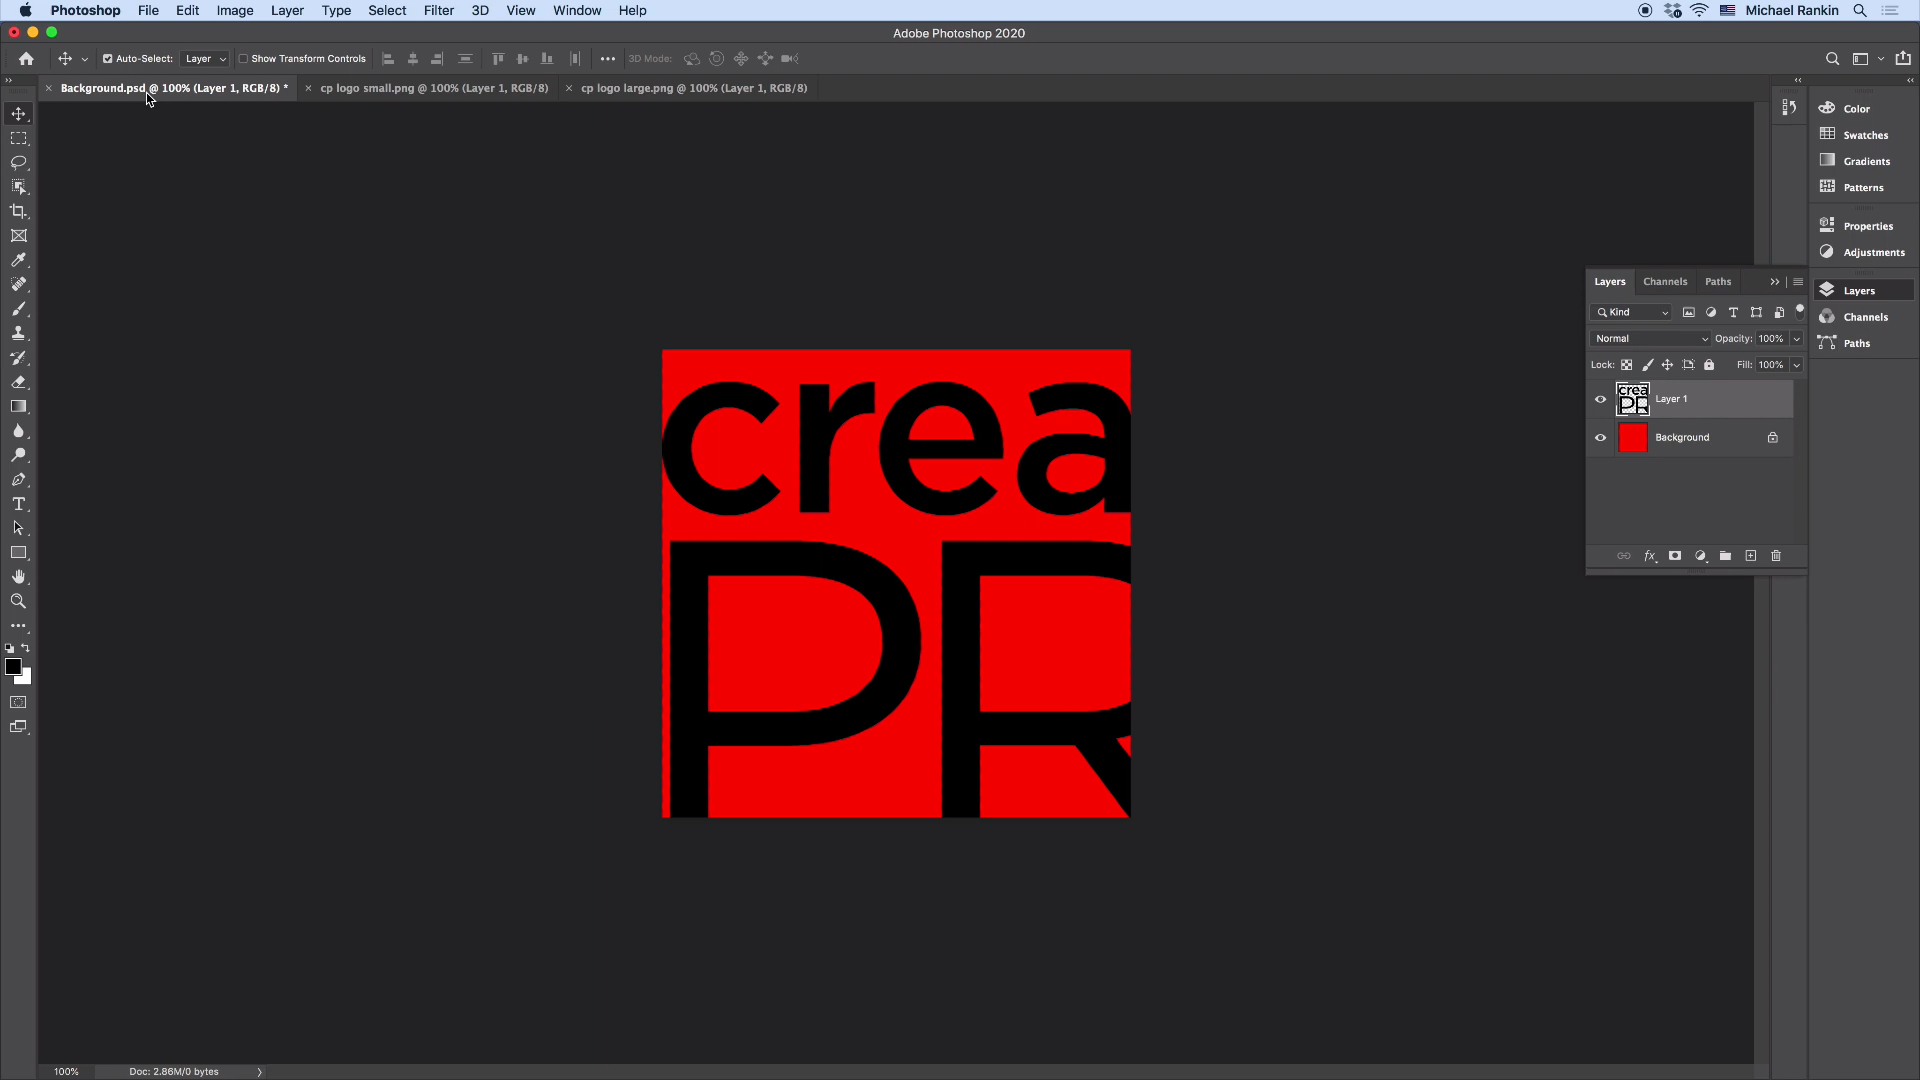 Photoshop File Edit Image Layer Type Select Filter 3D View Window Help Michael Rankin
Adobe Photoshop 2020
Auto-Select: Layer Show Transform Controls 3D Mode:
Background.psd @ 100% (Layer 1, RGB/8) * cp logo small.png @ 100% (Layer 1, RGB/8) cp logo large.png @ 100% (Layer 1, RGB/8)
Color
Swatches
Gradients
Patterns
Properties
Adjustments
Layers
Channels
Paths
Layers Channels Paths
Kind
Normal Opacity: 100%
Lock: Fill: 100%
crea
PR
Layer 1
Background
crea
PR
100% Doc: 2.86M/0 bytes